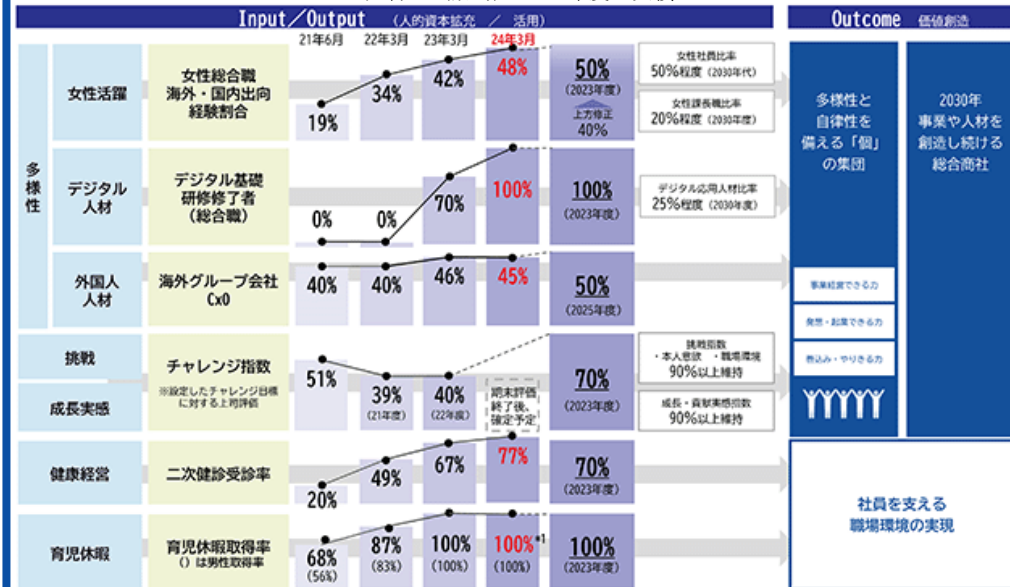 Input/Output （人的資本拡充 ／ 活用）
Outcome 価値創造
21年6月 22年3月 23年3月 24年3月
多様性
女性活躍
女性総合職
海外・国内出向
経験割合
19%
34%
42%
48%
50%
(2023年度)
上方修正
40%
女性社員比率
50%程度（2030年代）
女性課長職比率
20%程度（2030年度）
デジタル
人材
デジタル基礎
研修修了者
（総合職）
0%
0%
70%
100%
100%
(2023年度)
デジタル応用人材比率
25%程度（2030年度）
外国人
人材
海外グループ会社
CxO
40%
40%
46%
45%
50%
(2025年度)
挑戦
成長実感
チャレンジ指数
※設定したチャレンジ目標
に対する上司評価
51%
39%
(21年度)
40%
(22年度)
期末評価
終了後、
確定予定
70%
(2023年度)
挑戦指数
・本人意欲 ・職場環境
90%以上維持
成長・貢献実感指数
90%以上維持
健康経営
二次健診受診率
20%
49%
67%
77%
70%
(2023年度)
育児休暇
育児休暇取得率
()は男性取得率
68%
(56%)
87%
(83%)
100%
(100%)
100%*1
(100%)
100%
(2023年度)
多様性と
自律性を
備える「個」
の集団
事業経営できる力
発想・起業できる力
巻込み・やりきる力
2030年
事業や人材を
創造し続ける
総合商社
社員を支える
職場環境の実現